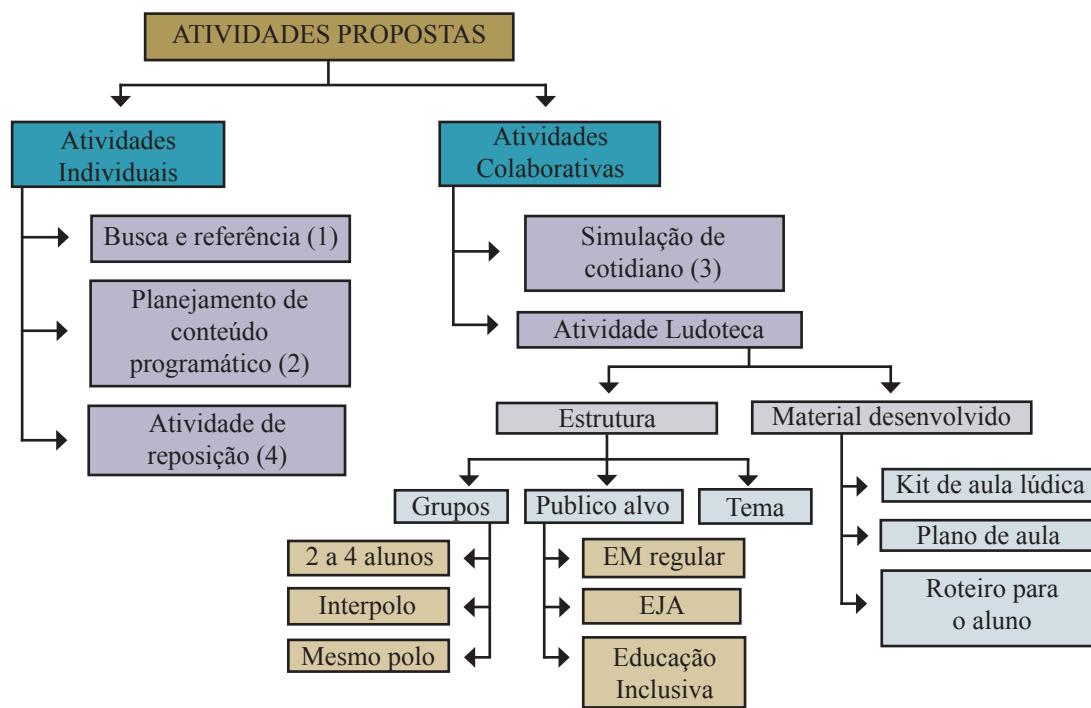 ATIVIDADES PROPOSTAS
Atividades
Individuais
Busca e referência (1)
Planejamento de
conteúdo
programático (2)
Atividade de
reposição (4)
Atividades
Colaborativas
Simulação de
cotidiano (3)
Atividade Ludoteca
Estrutura
Grupos
2 a 4 alunos
Interpolo
Mesmo polo
Publico alvo
EM regular
EJA
Educação
Inclusiva
Tema
Material desenvolvido
Kit de aula lúdica
Plano de aula
Roteiro para
o aluno